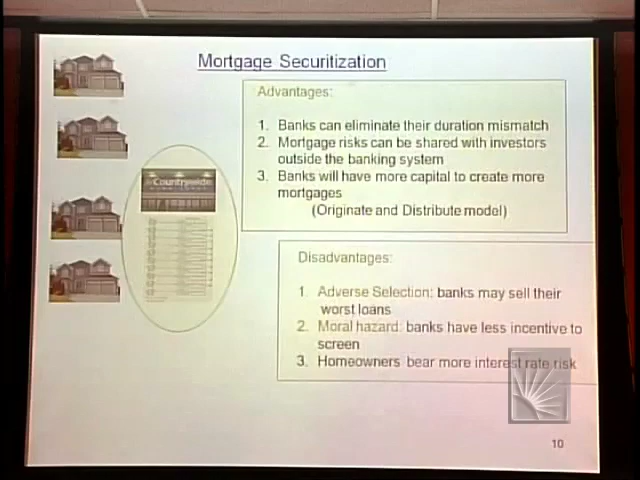 Mortgage Securitization
Advantages:
1. Banks can eliminate their duration mismatch
2. Mortgage risks can be shared with investors
outside the banking system
3. Banks will have more capital to create more
mortgages
(Originate and Distribute model)
Countrywide
Disadvantages:
1. Adverse Selection: banks may sell their
worst loans
2. Moral hazard: banks have less incentive to
screen
3. Homeowners bear more interest rate risk
10